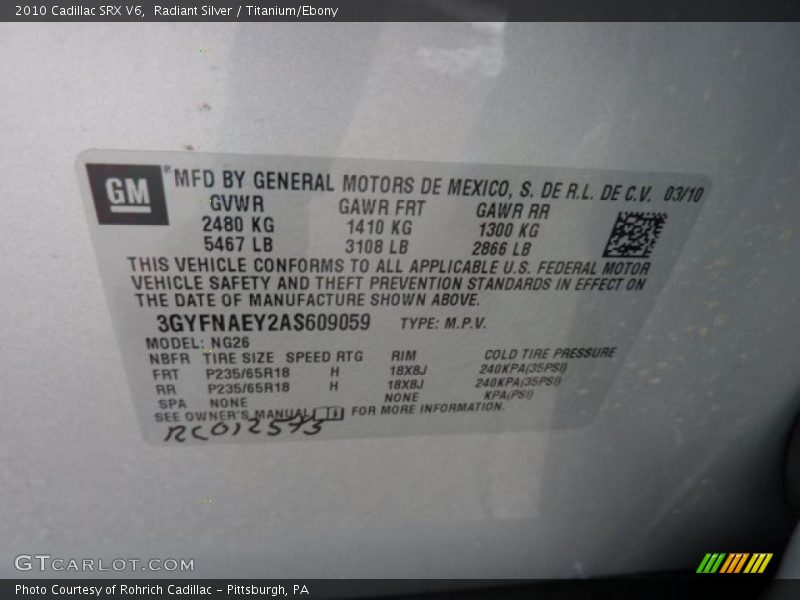 2010 Cadillac SRX V6, Radiant Silver / Titanium/Ebony
GM
MFD BY GENERAL MOTORS DE MEXICO, S. DE R.L. DE C.V. 03/10
GVWR GAWR FRT GAWR RR
2480 KG 1410 KG 1300 KG
5467 LB 3108 LB 2866 LB
THIS VEHICLE CONFORMS TO ALL APPLICABLE U.S. FEDERAL MOTOR
VEHICLE SAFETY AND THEFT PREVENTION STANDARDS IN EFFECT ON
THE DATE OF MANUFACTURE SHOWN ABOVE.
3GYFNAEY2AS609059 TYPE: M.P.V.
MODEL: NG26
NBFR TIRE SIZE SPEED RTG RIM COLD TIRE PRESSURE
FRT P235/65R18 H 18X8J 240KPA(35PSI)
RR P235/65R18 H 18X8J 240KPA(35PSI)
SPA NONE NONE KPA(PSI)
SEE OWNER'S MANUAL FOR MORE INFORMATION.
RC012573
GTCARLOT.COM
Photo Courtesy of Rohrich Cadillac - Pittsburgh, PA